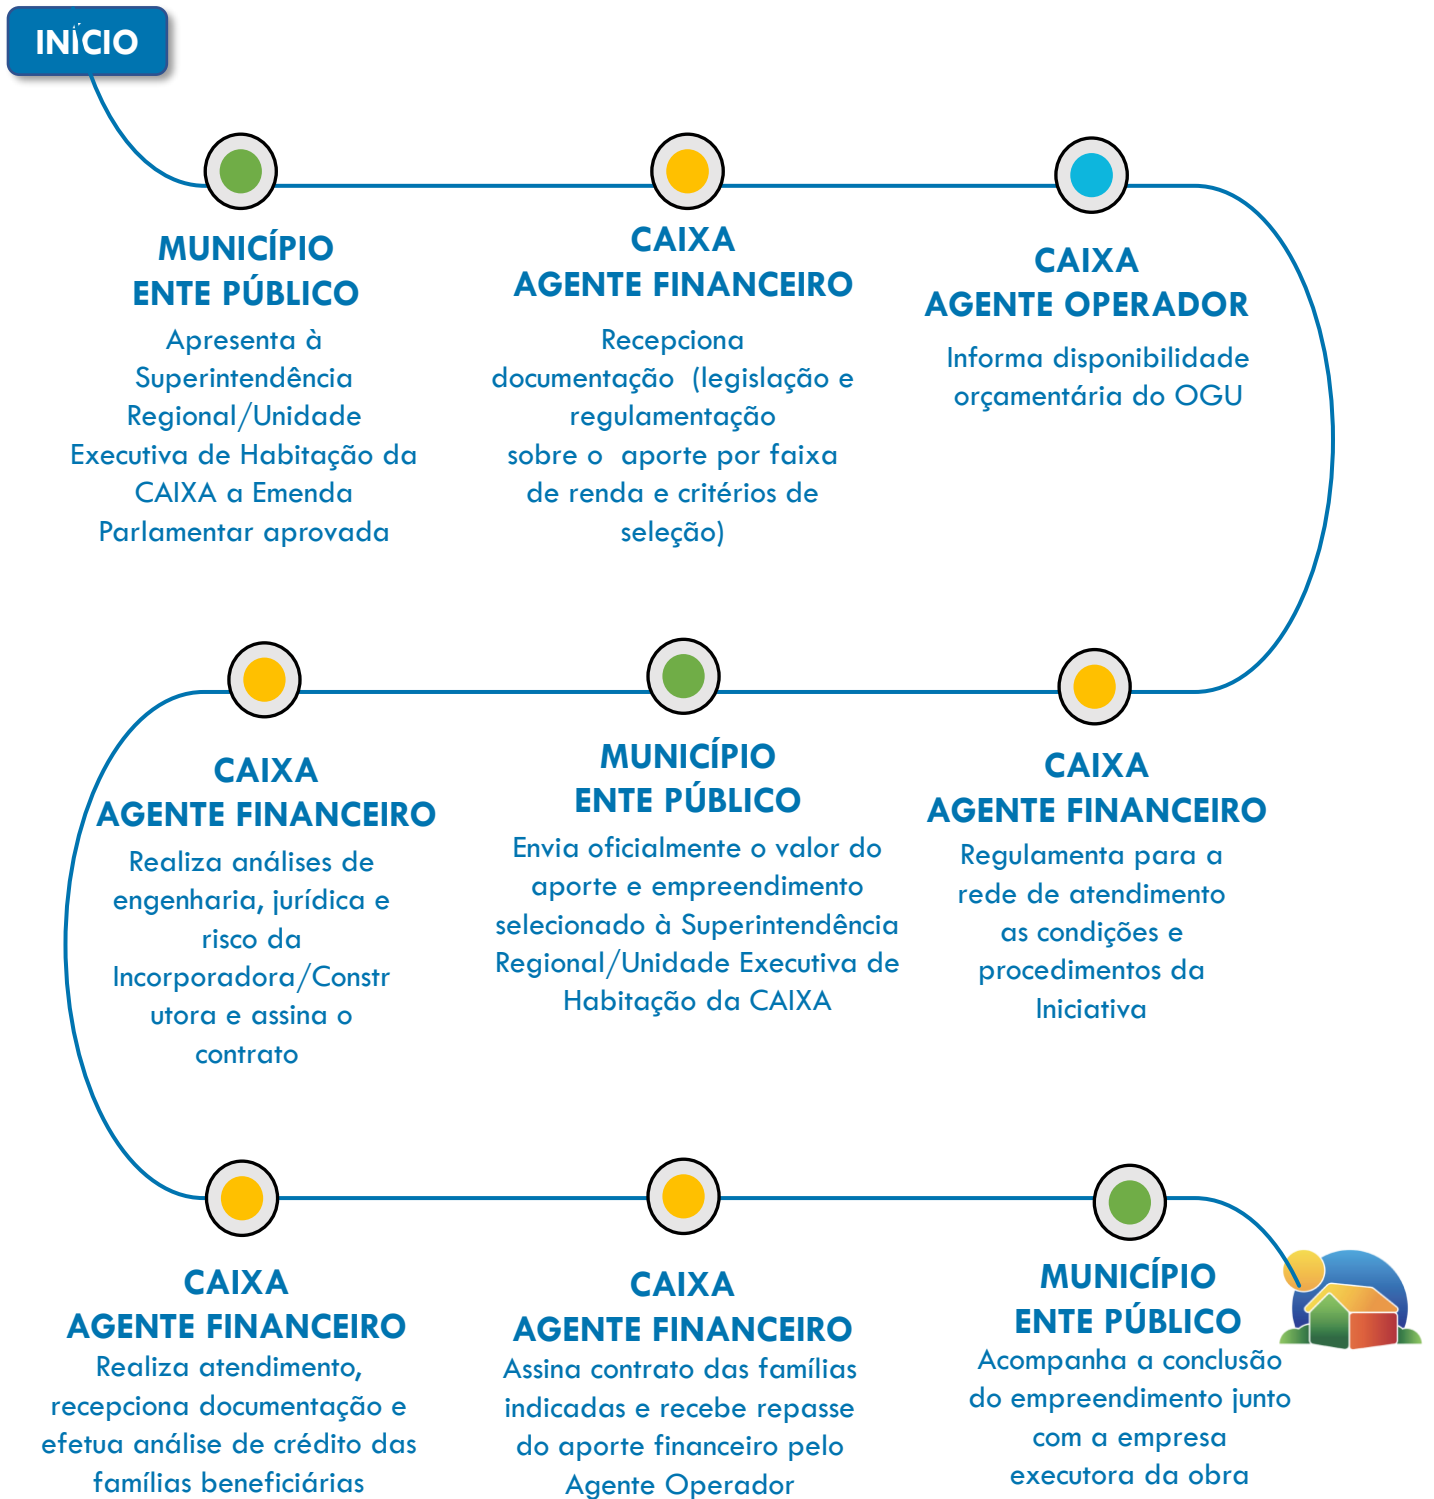 INÍCIO
MUNICÍPIO
ENTE PÚBLICO
Apresenta à
Superintendência
Regional/Unidade
Executiva de Habitação da
CAIXA a Emenda
Parlamentar aprovada
CAIXA
AGENTE FINANCEIRO
Recepciona
documentação (legislação e
regulamentação
sobre o aporte por faixa
de renda e critérios de
seleção)
CAIXA
AGENTE OPERADOR
Informa disponibilidade
orçamentária do OGU
CAIXA
AGENTE FINANCEIRO
Regulamenta para a
rede de atendimento
as condições e
procedimentos da
Iniciativa
MUNICÍPIO
ENTE PÚBLICO
Envia oficialmente o valor do
aporte e empreendimento
selecionado à Superintendência
Regional/Unidade Executiva de
Habitação da CAIXA
CAIXA
AGENTE FINANCEIRO
Realiza análises de
engenharia, jurídica e
risco da
Incorporadora/Constr
utora e assina o
contrato
CAIXA
AGENTE FINANCEIRO
Realiza atendimento,
recepciona documentação e
efetua análise de crédito das
famílias beneficiárias
CAIXA
AGENTE FINANCEIRO
Assina contrato das famílias
indicadas e recebe repasse
do aporte financeiro pelo
Agente Operador
MUNICÍPIO
ENTE PÚBLICO
Acompanha a conclusão
do empreendimento junto
com a empresa
executora da obra